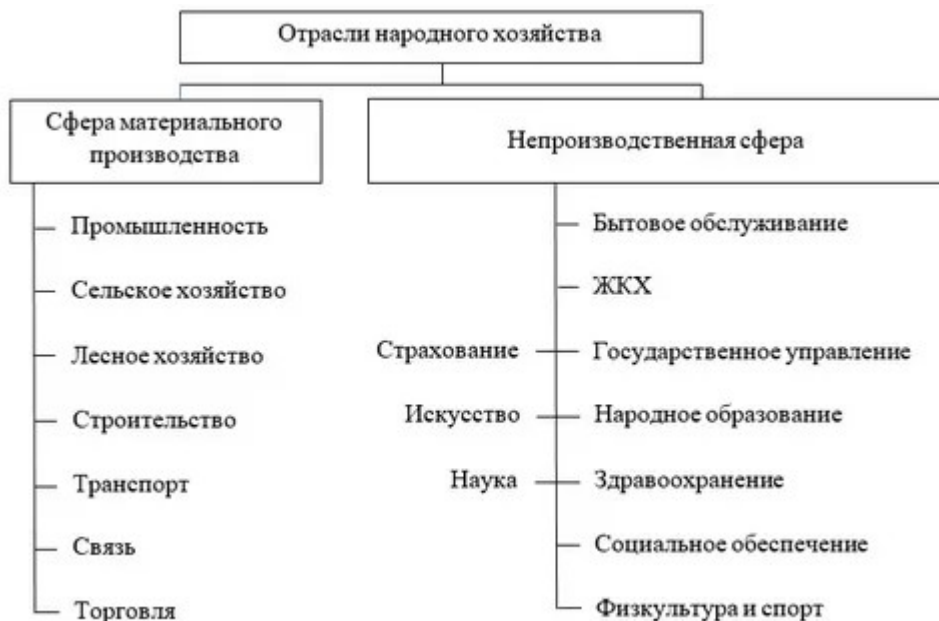 Отрасли народного хозяйства
Сфера материального
производства
Непроизводственная сфера
Промышленность
Сельское хозяйство
Лесное хозяйство
Строительство
Транспорт
Связь
Торговля
Бытовое обслуживание
ЖКХ
Страхование
Государственное управление
Искусство
Народное образование
Наука
Здравоохранение
Социальное обеспечение
Физкультура и спорт